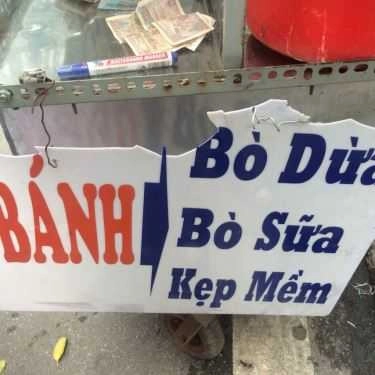 BÁNH
Bò Dừa
Bò Sữa
Kẹp Mềm